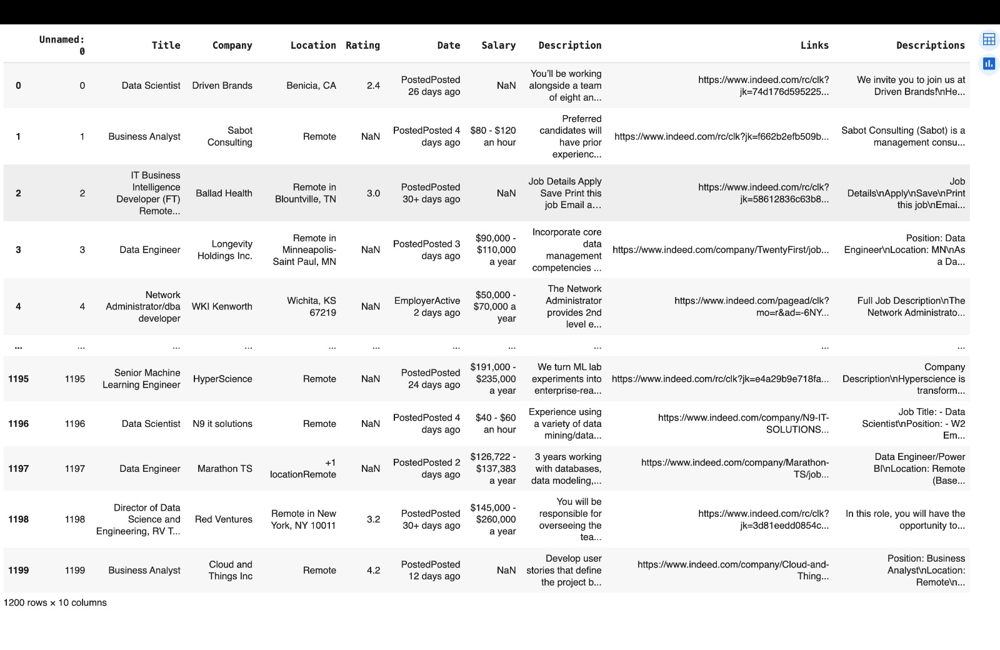 Unnamed: 0 Title Company Location Rating Date Salary Description Links Descriptions
0 0 Data Scientist Driven Brands Benicia, CA 2.4 PostedPosted 26 days ago NaN You’ll be working alongside a team of eight an... https://www.indeed.com/rc/clk?jk=74d176d595225... We invite you to join us at Driven Brands!\nHe...
1 1 Business Analyst Sabot Consulting Remote NaN PostedPosted 4 days ago $80 - $120 an hour Preferred candidates will have prior experienc... https://www.indeed.com/rc/clk?jk=f662b2efb509b... Sabot Consulting (Sabot) is a management consu...
2 2 IT Business Intelligence Developer (FT) Remote... Ballad Health Remote in Blountville, TN 3.0 PostedPosted 30+ days ago NaN Job Details Apply Save Print this job Email a... https://www.indeed.com/rc/clk?jk=58612836c63b8... Job Details\nApply\nSave\nPrint this job\nEmai...
3 3 Data Engineer Longevity Holdings Inc. Remote in Minneapolis-Saint Paul, MN NaN PostedPosted 3 days ago $90,000 - $110,000 a year Incorporate core data management competencies ... https://www.indeed.com/company/TwentyFirst/job... Position: Data Engineer\nLocation: MN\nAs a Da...
4 4 Network Administrator/dba developer WKI Kenworth Wichita, KS 67219 NaN EmployerActive 2 days ago $50,000 - $70,000 a year The Network Administrator provides 2nd level e... https://www.indeed.com/pagead/clk?mo=r&ad=-6NY... Full Job Description\nThe Network Administrato...
... ... ... ... ... ... ... ... ... ... ...
1195 1195 Senior Machine Learning Engineer HyperScience Remote NaN PostedPosted 24 days ago $191,000 - $235,000 a year We turn ML lab experiments into enterprise-rea... https://www.indeed.com/rc/clk?jk=e4a29b9e718fa... Company Description\nHyperscience is transform...
1196 1196 Data Scientist N9 it solutions Remote NaN PostedPosted 4 days ago $40 - $60 an hour Experience using a variety of data mining/data... https://www.indeed.com/company/N9-IT-SOLUTIONS... Job Title: - Data Scientist\nPosition: - W2 Em...
1197 1197 Data Engineer Marathon TS +1 locationRemote NaN PostedPosted 2 days ago $126,722 - $137,383 a year 3 years working with databases, data modeling,... https://www.indeed.com/company/Marathon-TS/job... Data Engineer/Power BI\nLocation: Remote (Base...
1198 1198 Director of Data Science and Engineering, RV T... Red Ventures Remote in New York, NY 10011 3.2 PostedPosted 30+ days ago $145,000 - $260,000 a year You will be responsible for overseeing the tea... https://www.indeed.com/rc/clk?jk=3d81eedd0854c... In this role, you will have the opportunity to...
1199 1199 Business Analyst Cloud and Things Inc Remote 4.2 PostedPosted 12 days ago NaN Develop user stories that define the project b... https://www.indeed.com/company/Cloud-and-Thing... Position: Business Analyst\nLocation: Remote\n...
1200 rows × 10 columns